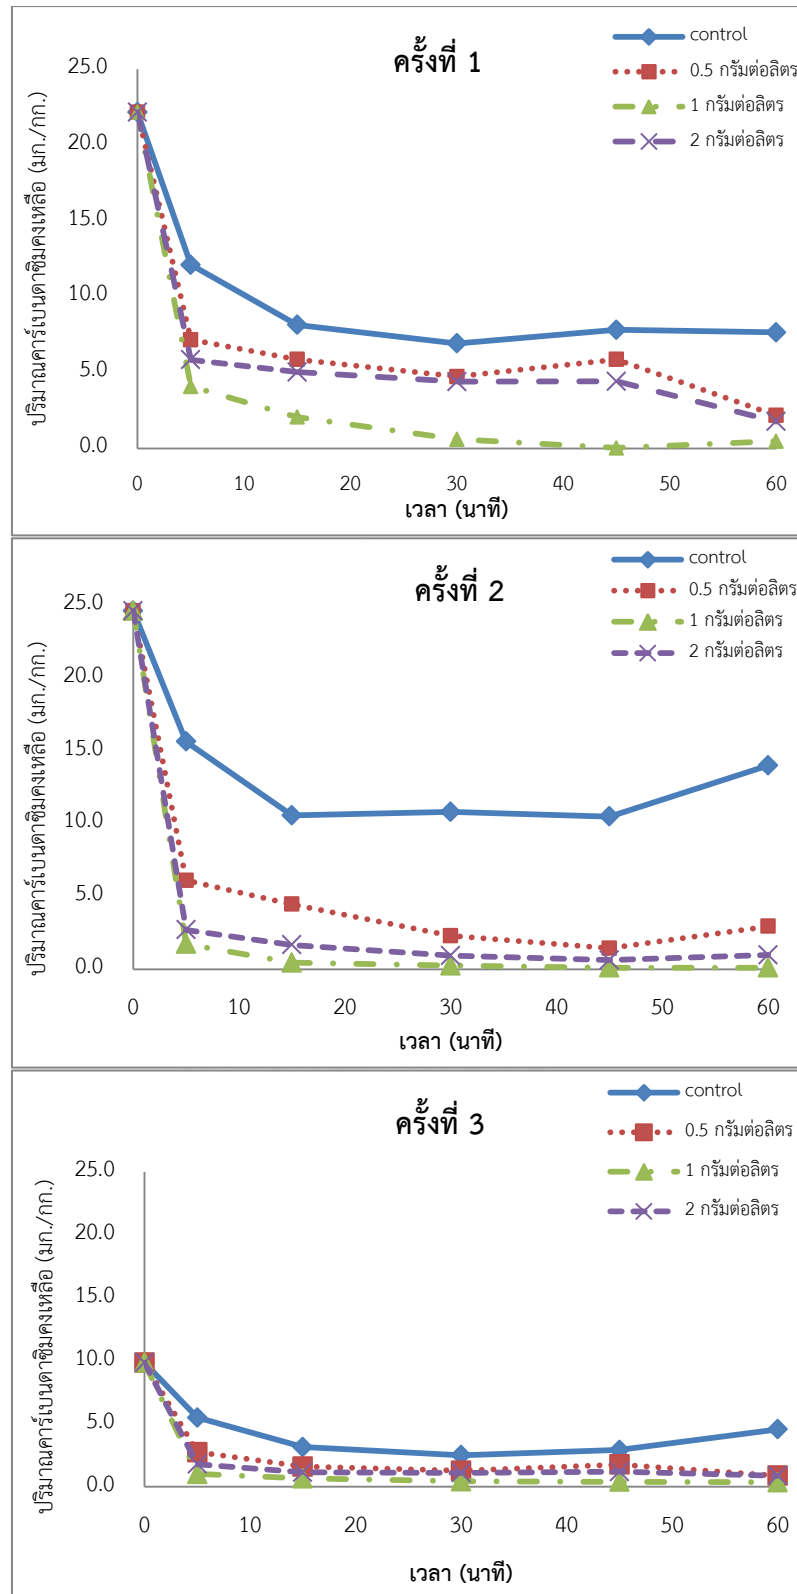 ครั้งที่ 1
control
0.5 กรัมต่อลิตร
1 กรัมต่อลิตร
2 กรัมต่อลิตร
ปริมาณคาร์เบนดาซิมคงเหลือ (มก./กก.)
25.0
20.0
15.0
10.0
5.0
0.0
0 10 20 30 40 50 60
เวลา (นาที)
ครั้งที่ 2
control
0.5 กรัมต่อลิตร
1 กรัมต่อลิตร
2 กรัมต่อลิตร
ปริมาณคาร์เบนดาซิมคงเหลือ (มก./กก.)
25.0
20.0
15.0
10.0
5.0
0.0
0 10 20 30 40 50 60
เวลา (นาที)
ครั้งที่ 3
control
0.5 กรัมต่อลิตร
1 กรัมต่อลิตร
2 กรัมต่อลิตร
ปริมาณคาร์เบนดาซิมคงเหลือ (มก./กก.)
25.0
20.0
15.0
10.0
5.0
0.0
0 10 20 30 40 50 60
เวลา (นาที)